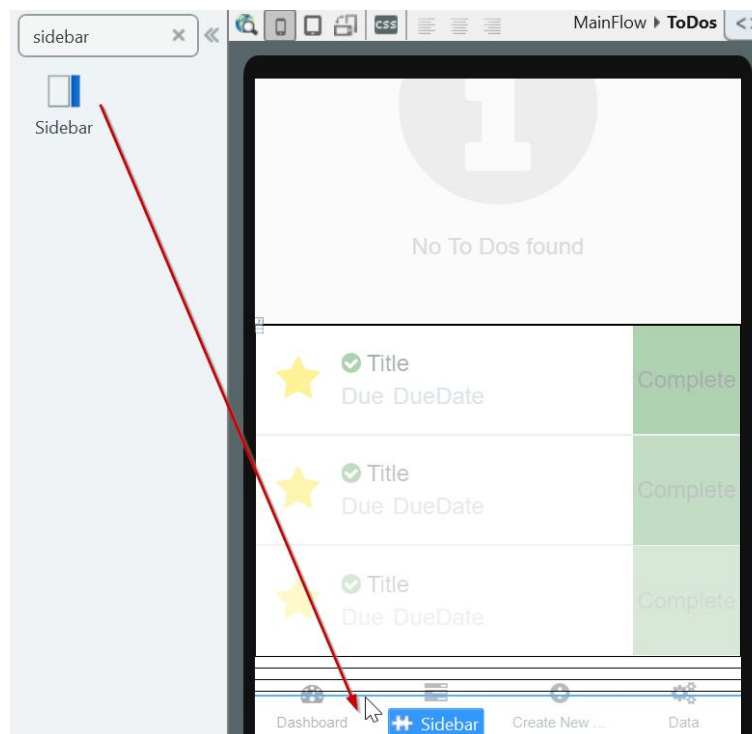 sidebar
Sidebar
css
MainFlow ToDos
No To Dos found
Title
Due DueDate
Complete
Title
Due DueDate
Complete
Title
Due DueDate
Complete
Dashboard
Sidebar
Create New ...
Data